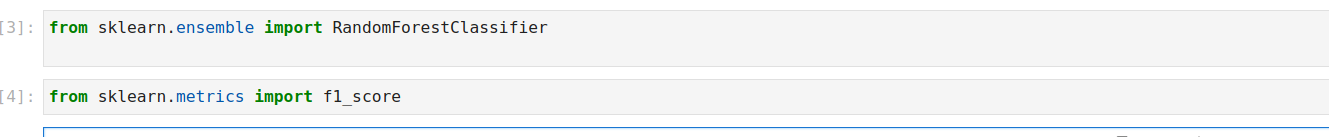 [3]: from sklearn.ensemble import RandomForestClassifier
[4]: from sklearn.metrics import f1_score